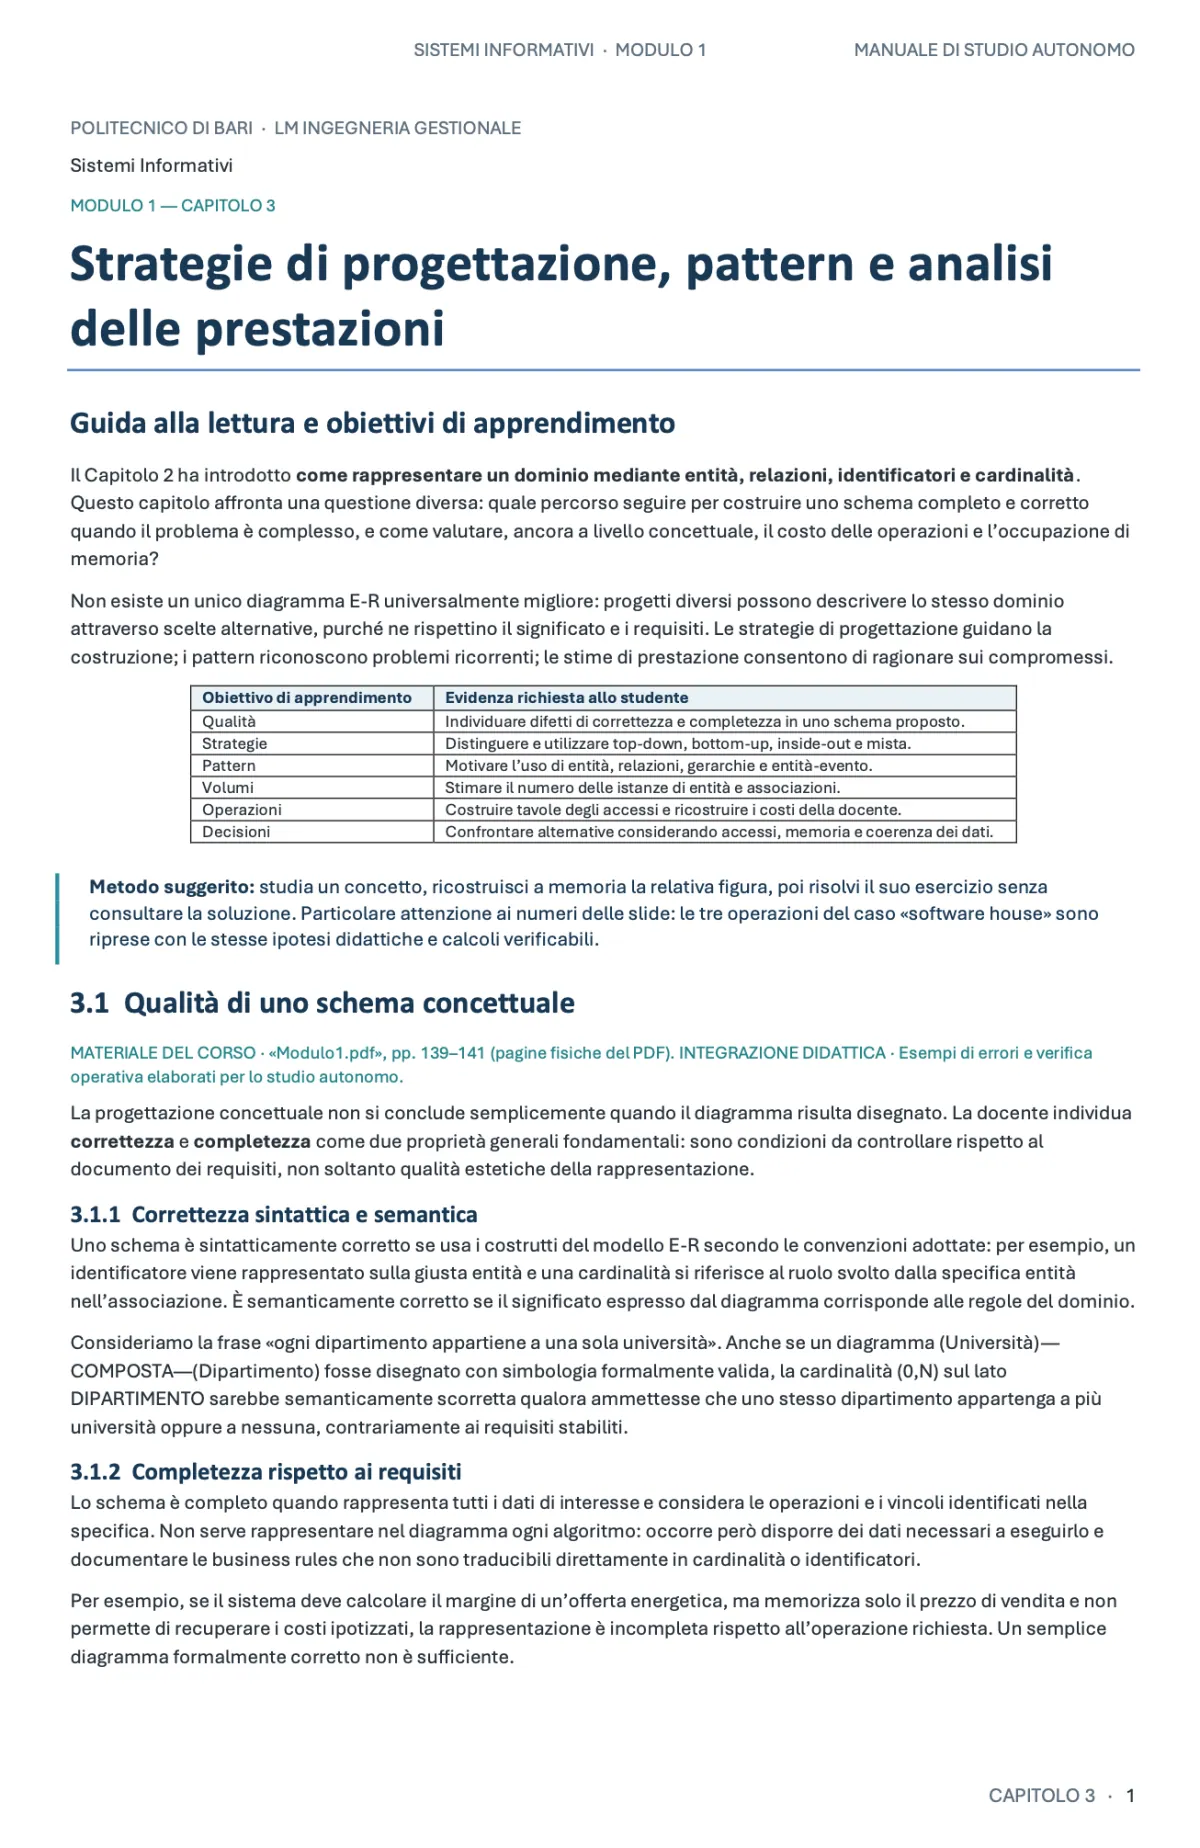 SISTEMI INFORMATIVI · MODULO 1 MANUALE DI STUDIO AUTONOMO
POLITECNICO DI BARI · LM INGEGNERIA GESTIONALE
Sistemi Informativi
MODULO 1 — CAPITOLO 3
Strategie di progettazione, pattern e analisi
delle prestazioni
Guida alla lettura e obiettivi di apprendimento
Il Capitolo 2 ha introdotto come rappresentare un dominio mediante entità, relazioni, identificatori e cardinalità.
Questo capitolo affronta una questione diversa: quale percorso seguire per costruire uno schema completo e corretto
quando il problema è complesso, e come valutare, ancora a livello concettuale, il costo delle operazioni e l’occupazione di
memoria?
Non esiste un unico diagramma E-R universalmente migliore: progetti diversi possono descrivere lo stesso dominio
attraverso scelte alternative, purché ne rispettino il significato e i requisiti. Le strategie di progettazione guidano la
costruzione; i pattern riconoscono problemi ricorrenti; le stime di prestazione consentono di ragionare sui compromessi.
Obiettivo di apprendimento Evidenza richiesta allo studente
Qualità Individuare difetti di correttezza e completezza in uno schema proposto.
Strategie Distinguere e utilizzare top-down, bottom-up, inside-out e mista.
Pattern Motivare l’uso di entità, relazioni, gerarchie e entità-evento.
Volumi Stimare il numero delle istanze di entità e associazioni.
Operazioni Costruire tavole degli accessi e ricostruire i costi della docente.
Decisioni Confrontare alternative considerando accessi, memoria e coerenza dei dati.
Metodo suggerito: studia un concetto, ricostruisci a memoria la relativa figura, poi risolvi il suo esercizio senza
consultare la soluzione. Particolare attenzione ai numeri delle slide: le tre operazioni del caso «software house» sono
riprese con le stesse ipotesi didattiche e calcoli verificabili.
3.1 Qualità di uno schema concettuale
MATERIALE DEL CORSO · «Modulo1.pdf», pp. 139–141 (pagine fisiche del PDF). INTEGRAZIONE DIDATTICA · Esempi di errori e verifica
operativa elaborati per lo studio autonomo.
La progettazione concettuale non si conclude semplicemente quando il diagramma risulta disegnato. La docente individua
correttezza e completezza come due proprietà generali fondamentali: sono condizioni da controllare rispetto al
documento dei requisiti, non soltanto qualità estetiche della rappresentazione.
3.1.1 Correttezza sintattica e semantica
Uno schema è sintatticamente corretto se usa i costrutti del modello E-R secondo le convenzioni adottate: per esempio, un
identificatore viene rappresentato sulla giusta entità e una cardinalità si riferisce al ruolo svolto dalla specifica entità
nell’associazione. È semanticamente corretto se il significato espresso dal diagramma corrisponde alle regole del dominio.
Consideriamo la frase «ogni dipartimento appartiene a una sola università». Anche se un diagramma (Università)—
COMPOSTA—(Dipartimento) fosse disegnato con simbologia formalmente valida, la cardinalità (0,N) sul lato
DIPARTIMENTO sarebbe semanticamente scorretta qualora ammettesse che uno stesso dipartimento appartenga a più
università oppure a nessuna, contrariamente ai requisiti stabiliti.
3.1.2 Completezza rispetto ai requisiti
Lo schema è completo quando rappresenta tutti i dati di interesse e considera le operazioni e i vincoli identificati nella
specifica. Non serve rappresentare nel diagramma ogni algoritmo: occorre però disporre dei dati necessari a eseguirlo e
documentare le business rules che non sono traducibili direttamente in cardinalità o identificatori.
Per esempio, se il sistema deve calcolare il margine di un’offerta energetica, ma memorizza solo il prezzo di vendita e non
permette di recuperare i costi ipotizzati, la rappresentazione è incompleta rispetto all’operazione richiesta. Un semplice
diagramma formalmente corretto non è sufficiente.
CAPITOLO 3 · 1